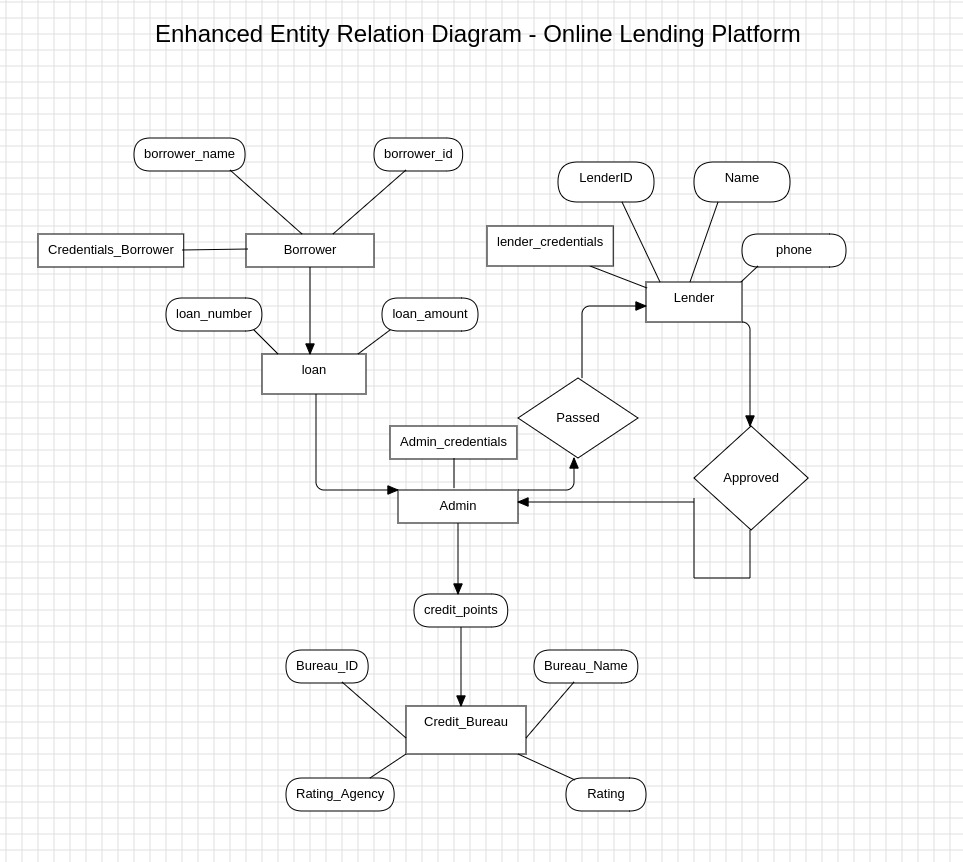 Enhanced Entity Relation Diagram - Online Lending Platform
borrower_name
borrower_id
LenderID
Name
Credentials_Borrower
Borrower
lender_credentials
phone
Lender
loan_number
loan_amount
loan
Passed
Admin_credentials
Approved
Admin
credit_points
Bureau_ID
Bureau_Name
Credit_Bureau
Rating_Agency
Rating